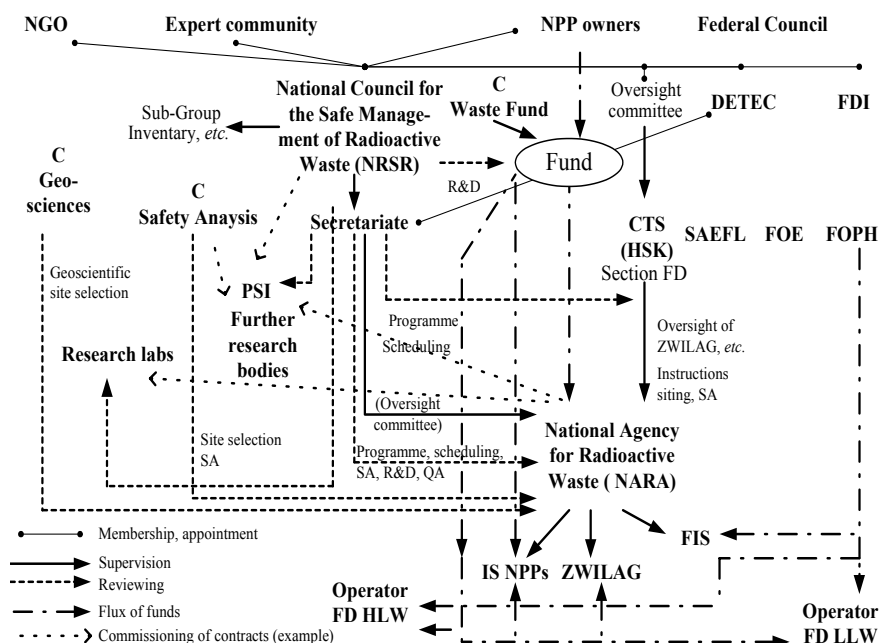 NGO
Expert community
NPP owners
Federal Council
National Council for
the Safe Manage-
ment of Radioactive
Waste (NRSR)
C
Waste Fund
Oversight
committee
DETEC
FDI
Sub-Group
Inventory, etc.
Fund
R&D
C
Geo-
sciences
C
Safety Anaysis
Secretariate
CTS
(HSK)
Section FD
SAEFL
FOE
FOPH
Geoscientific
site selection
PSI
Further
research
bodies
Programme
Scheduling
Oversight of
ZWILAG, etc.
Instructions
siting, SA
Research labs
(Oversight
committee)
National Agency
for Radioactive
Waste ( NARA)
Site selection
SA
Programme, scheduling,
SA, R&D, QA
Membership, appointment
Supervision
Reviewing
Flux of funds
Commissioning of contracts (example)
FIS
IS NPPs
ZWILAG
Operator
FD HLW
Operator
FD LLW